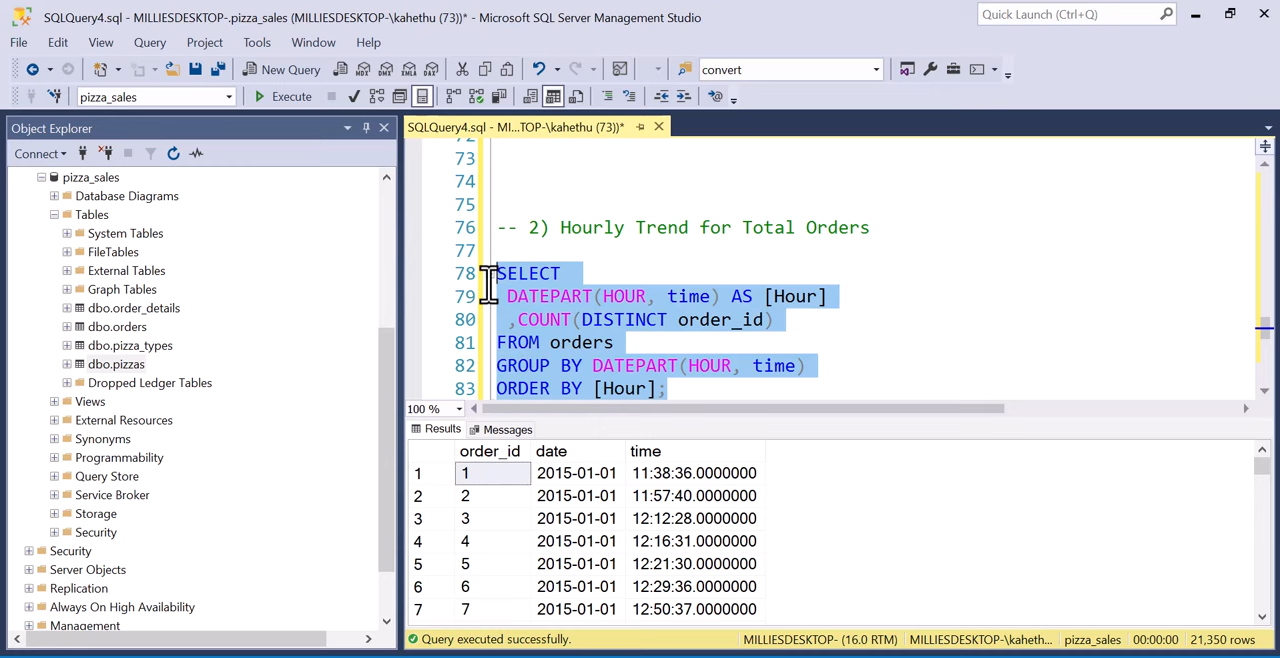 SQLQuery4.sql - MILLIESDESKTOP-.pizza_sales (MILLIESDESKTOP-\kahethu (73))* - Microsoft SQL Server Management Studio
Quick Launch (Ctrl+Q)
File Edit View Query Project Tools Window Help
New Query MDX DMX XMLA DAX convert
pizza_sales Execute
Object Explorer
SQLQuery4.sql - MI...TOP-\kahethu (73))*
Connect
pizza_sales
Database Diagrams
Tables
System Tables
FileTables
External Tables
Graph Tables
dbo.order_details
dbo.orders
dbo.pizza_types
dbo.pizzas
Dropped Ledger Tables
Views
External Resources
Synonyms
Programmability
Query Store
Service Broker
Storage
Security
Security
Server Objects
Replication
Always On High Availability
Management
72
73
74
75
76 -- 2) Hourly Trend for Total Orders
77
78 SELECT
79 DATEPART(HOUR, time) AS [Hour]
80 ,COUNT(DISTINCT order_id)
81 FROM orders
82 GROUP BY DATEPART(HOUR, time)
83 ORDER BY [Hour];
100 %
Results Messages
order_id date time
1 1 2015-01-01 11:38:36.0000000
2 2 2015-01-01 11:57:40.0000000
3 3 2015-01-01 12:12:28.0000000
4 4 2015-01-01 12:16:31.0000000
5 5 2015-01-01 12:21:30.0000000
6 6 2015-01-01 12:29:36.0000000
7 7 2015-01-01 12:50:37.0000000
Query executed successfully. MILLIESDESKTOP- (16.0 RTM) MILLIESDESKTOP-\kaheth... pizza_sales 00:00:00 21,350 rows